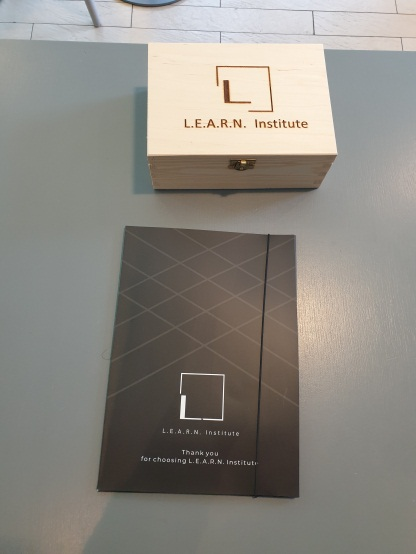 L.E.A.R.N. Institute
L.E.A.R.N. Institute
Thank you
for choosing L.E.A.R.N. Institute